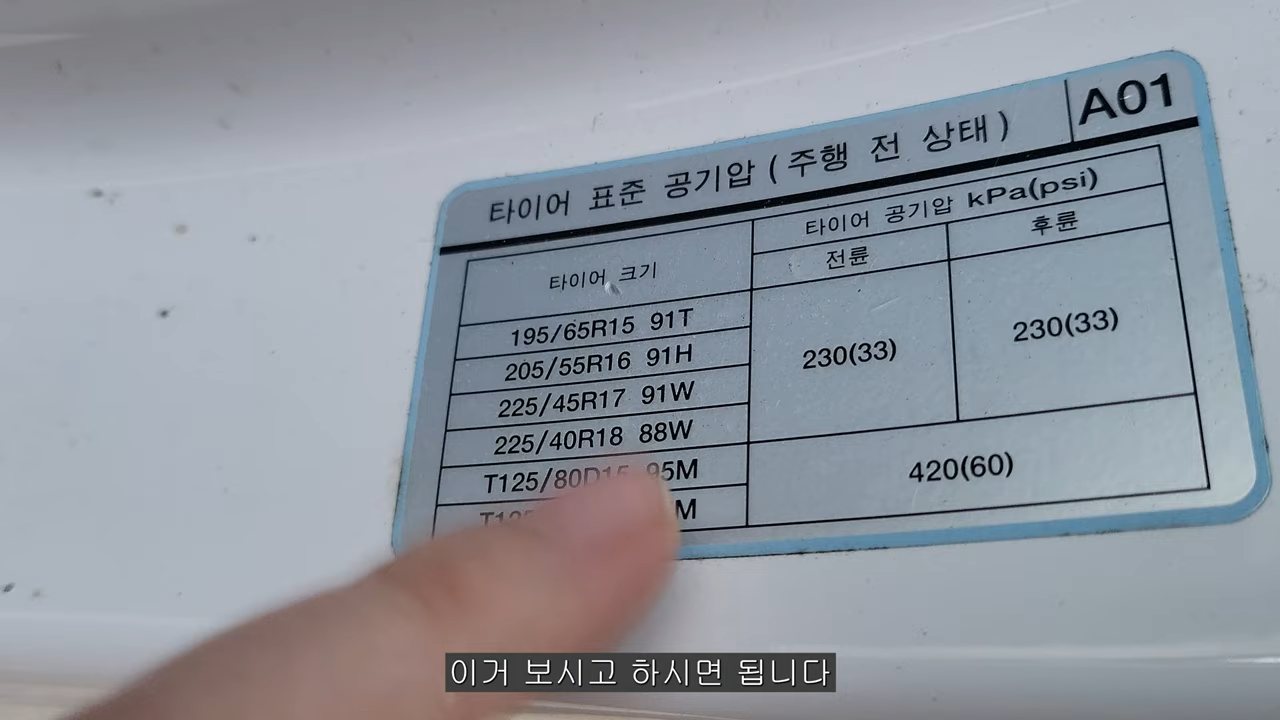 타이어 표준 공기압 (주행 전 상태) A01
타이어 크기 타이어 공기압 kPa(psi)
전륜 후륜
195/65R15 91T 230(33) 230(33)
205/55R16 91H
225/45R17 91W
225/40R18 88W
T125/80D15 95M 420(60)
이거 보시고 하시면 됩니다